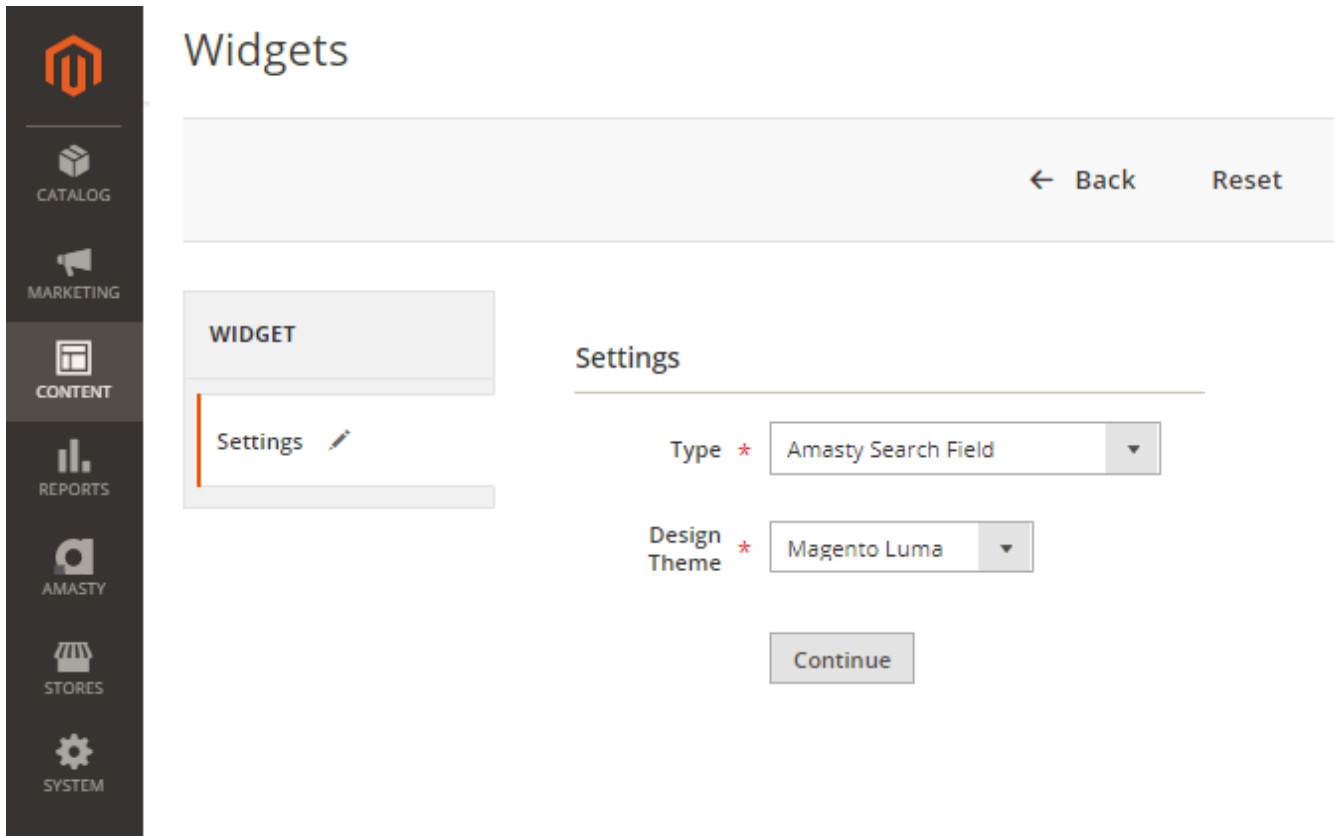 Widgets
CATALOG
← Back Reset
MARKETING
WIDGET
Settings
CONTENT
Settings
Type * Amasty Search Field
REPORTS
Design
Theme * Magento Luma
AMASTY
Continue
STORES
SYSTEM